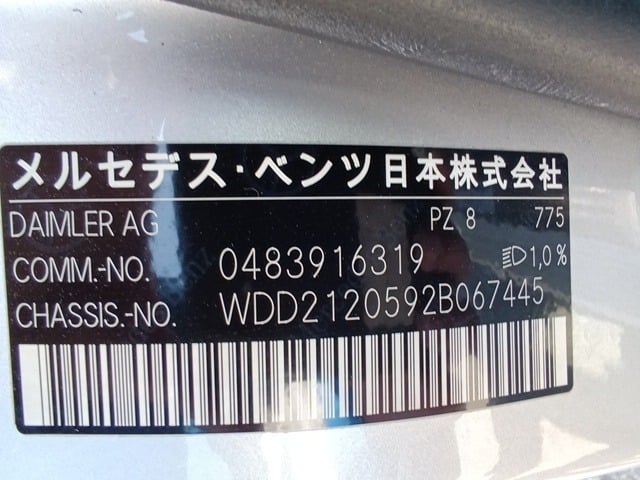 メルセデス・ベンツ日本株式会社
DAIMLER AG PZ 8 775
COMM.-NO. 0483916319 1,0%
CHASSIS.-NO. WDD2120592B067445